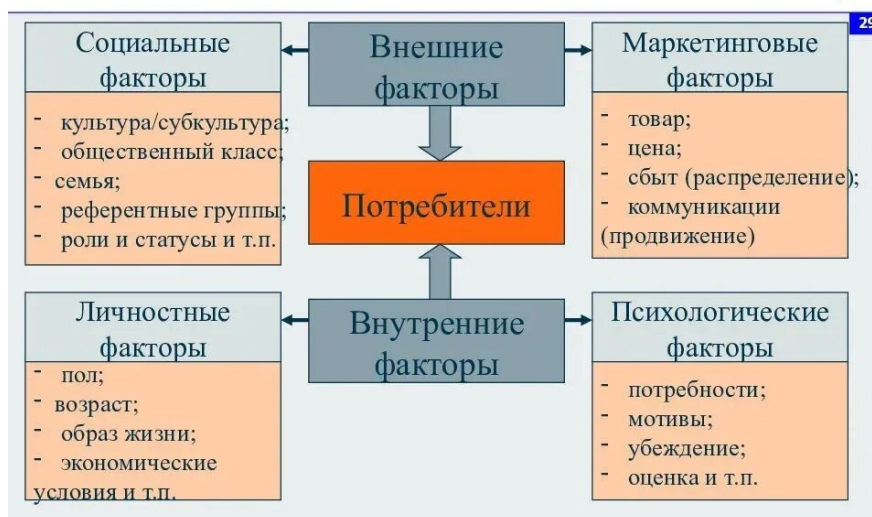 29
Социальные
факторы
- культура/субкультура;
- общественный класс;
- семья;
- референтные группы;
- роли и статусы и т.п.
Внешние
факторы
Маркетинговые
факторы
- товар;
- цена;
- сбыт (распределение);
- коммуникации
(продвижение)
Потребители
Личностные
факторы
- пол;
- возраст;
- образ жизни;
- экономические
условия и т.п.
Внутренние
факторы
Психологические
факторы
- потребности;
- мотивы;
- убеждение;
- оценка и т.п.